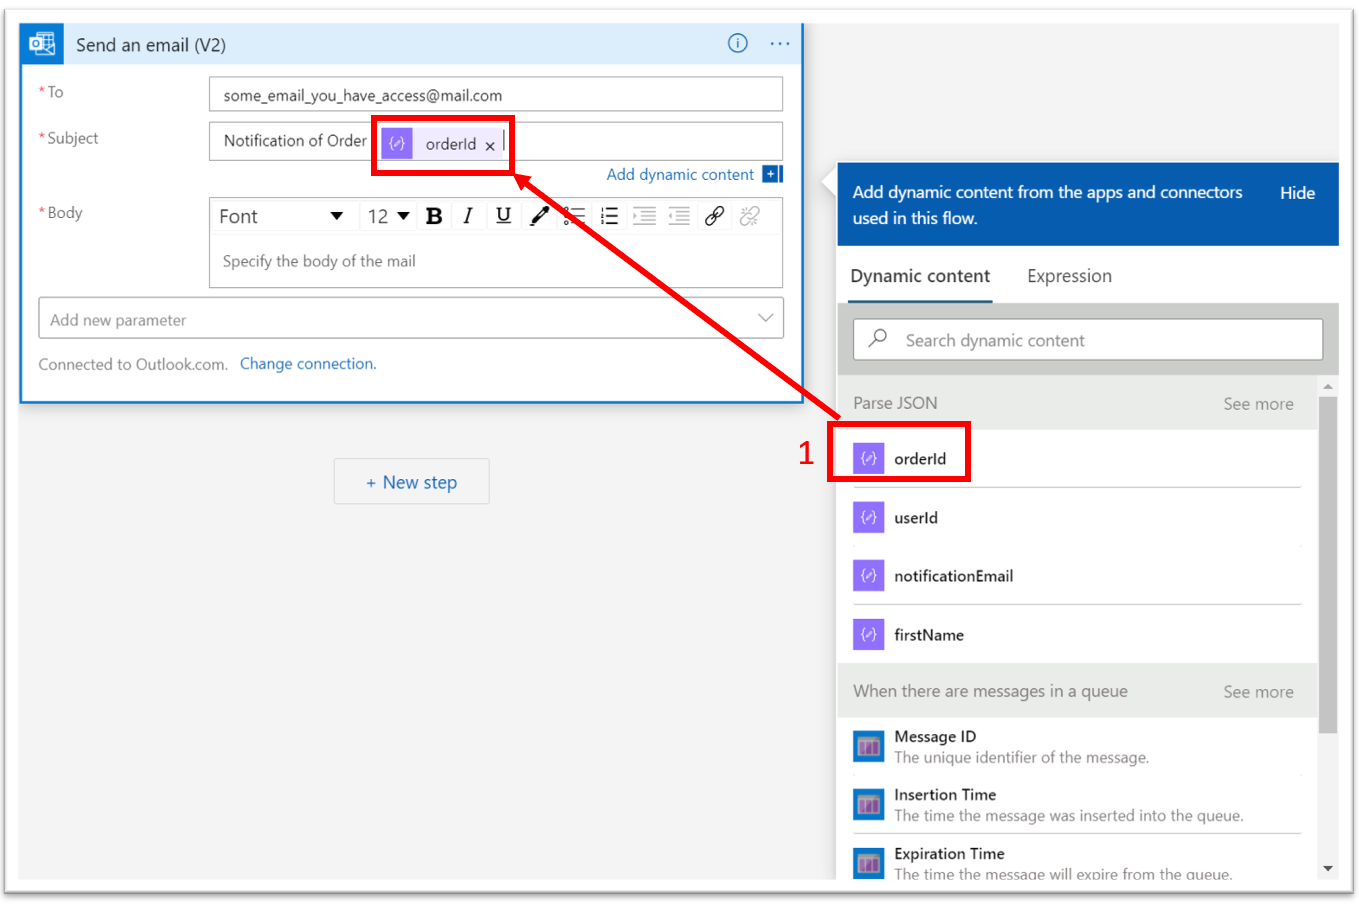 Send an email (V2)
* To
some_email_you_have_access@mail.com
* Subject
Notification of Order orderId ×
Add dynamic content
* Body
Font 12 B I U
Specify the body of the mail
Add new parameter
Connected to Outlook.com. Change connection.
+ New step
Add dynamic content from the apps and connectors
used in this flow.
Hide
Dynamic content Expression
Search dynamic content
Parse JSON See more
1
orderId
userId
notificationEmail
firstName
When there are messages in a queue See more
Message ID
The unique identifier of the message.
Insertion Time
The time the message was inserted into the queue.
Expiration Time
The time the message will expire from the queue.